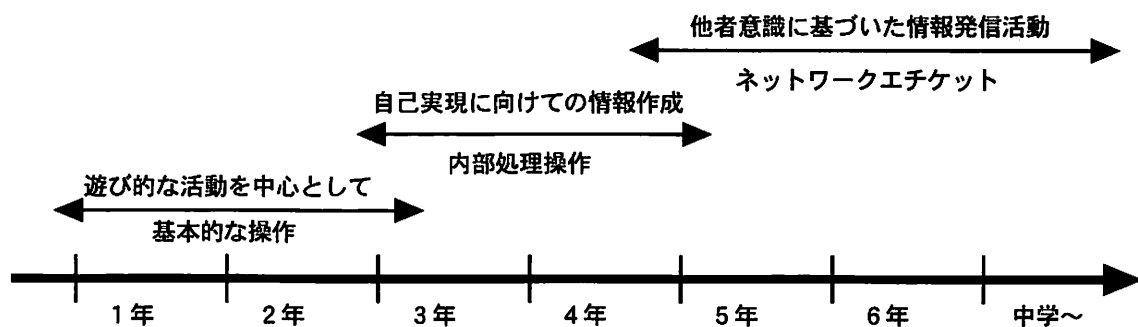 他者意識に基づいた情報発信活動
ネットワークエチケット
自己実現に向けての情報作成
内部処理操作
遊び的な活動を中心として
基本的な操作
1年 2年 3年 4年 5年 6年 中学~